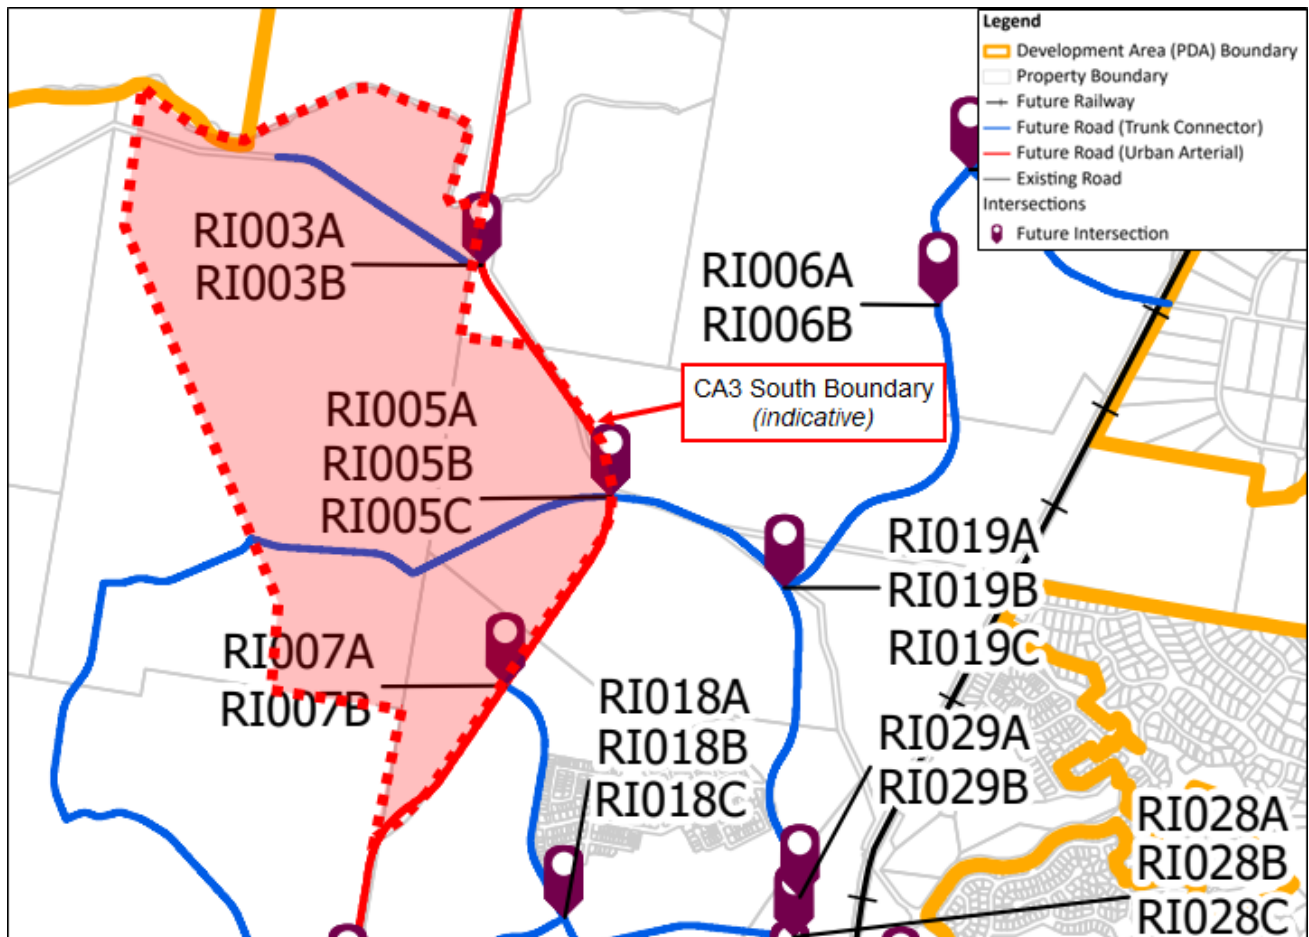 Legend
Development Area (PDA) Boundary
Property Boundary
Future Railway
Future Road (Trunk Connector)
Future Road (Urban Arterial)
Existing Road
Intersections
Future Intersection
RI003A
RI003B
RI006A
RI006B
CA3 South Boundary
(indicative)
RI005A
RI005B
RI005C
RI019A
RI019B
RI019C
RI007A
RI007B
RI018A
RI018B
RI018C
RI029A
RI029B
RI028A
RI028B
RI028C